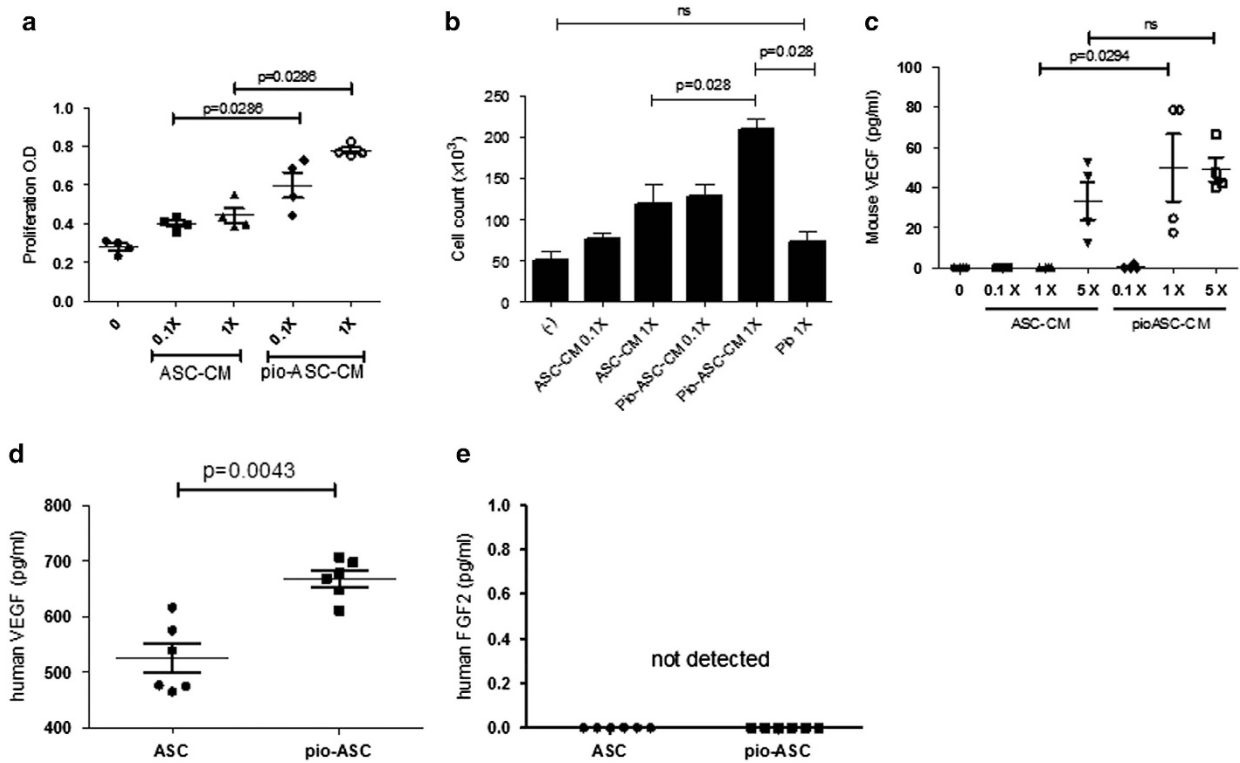 a
p=0.0286
p=0.0286
Proliferation O.D
1.0
0.8
0.6
0.4
0.2
0.0
0
0.1X
1X
0.1X
1X
ASC-CM
pio-ASC-CM
b
ns
p=0.028
p=0.028
Cell count (x10³)
250
200
150
100
50
0
(-)
ASC-CM 0.1X
ASC-CM 1X
Pio-ASC-CM 0.1X
Pio-ASC-CM 1X
Pio 1X
c
ns
p=0.0294
Mouse VEGF (pg/ml)
100
80
60
40
20
0
0
0.1 X
1 X
5 X
0.1 X
1X
5 X
ASC-CM
pioASC-CM
d
p=0.0043
human VEGF (pg/ml)
800
700
600
500
400
ASC
pio-ASC
e
human FGF2 (pg/ml)
1.0
0.8
0.6
0.4
0.2
0.0
not detected
ASC
pio-ASC